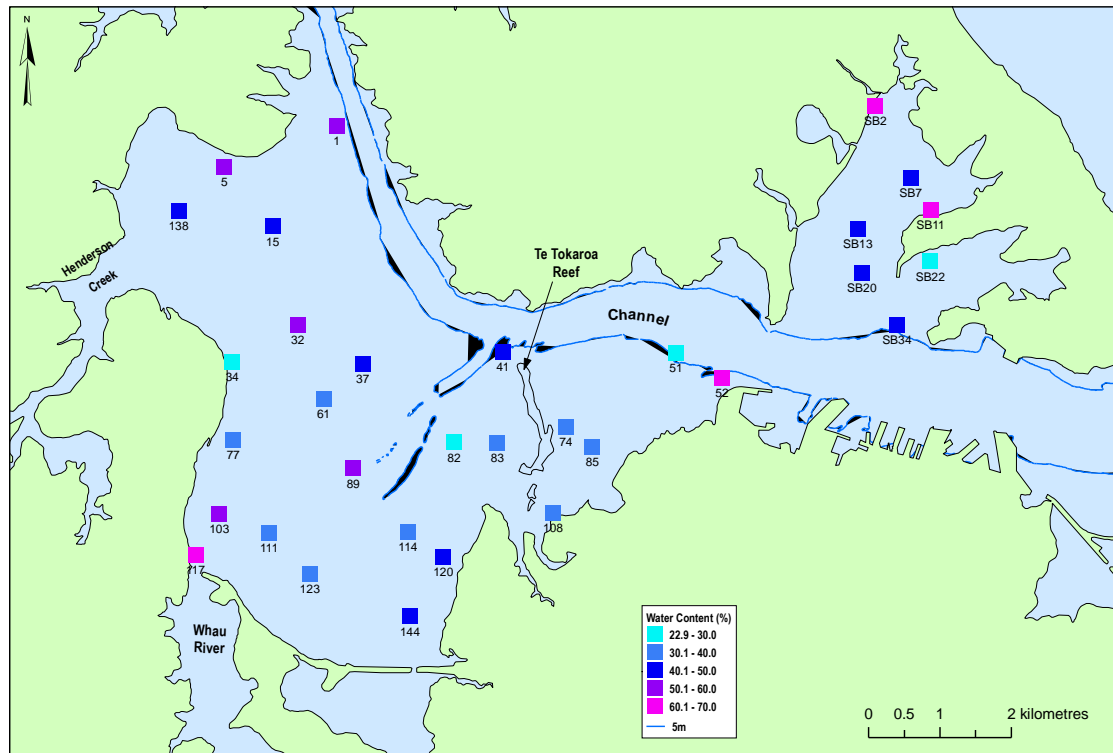 N
SB2
1
5
SB7
138
15
SB11
SB13
Henderson
Creek
Te Tokaroa
Reef
SB22
SB20
Channel
32
SB34
34
37
41
51
52
61
74
77
82
83
85
89
103
108
111
114
117
120
123
144
Whau
River
Water Content (%)
22.9 - 30.0
30.1 - 40.0
40.1 - 50.0
50.1 - 60.0
60.1 - 70.0
5m
0 0.5 1 2 kilometres